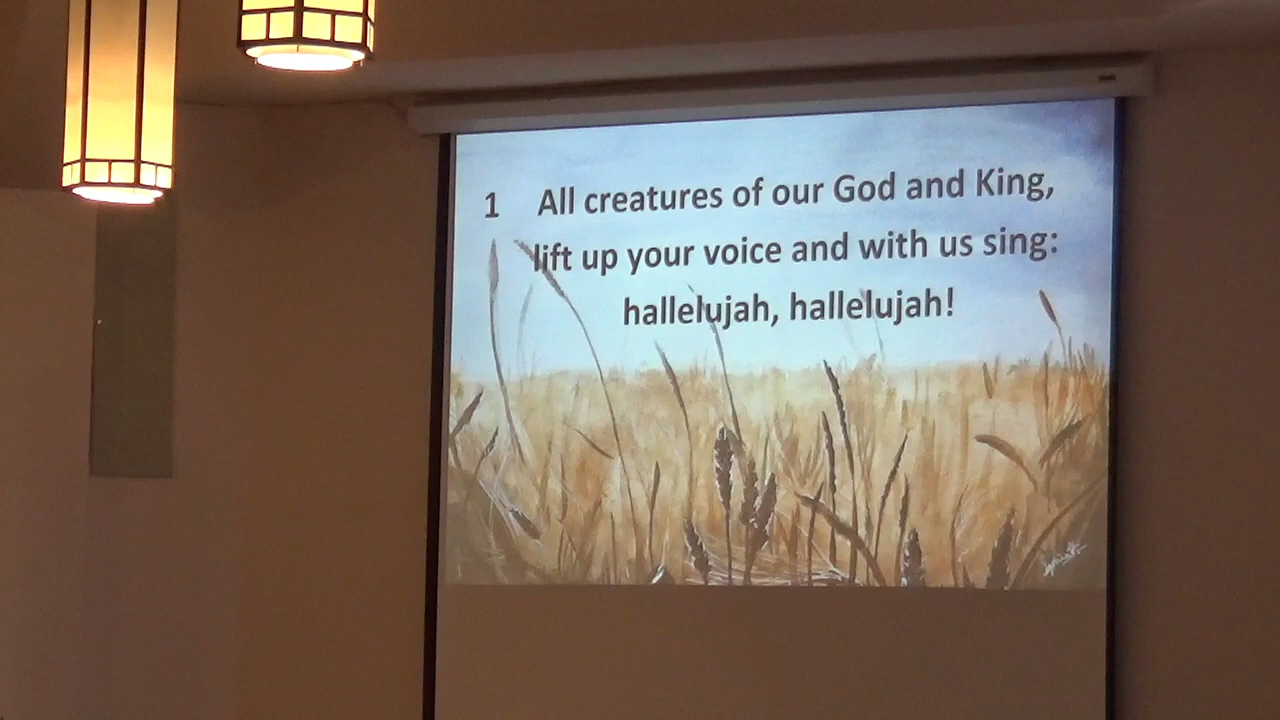 1 All creatures of our God and King,
lift up your voice and with us sing:
hallelujah, hallelujah!